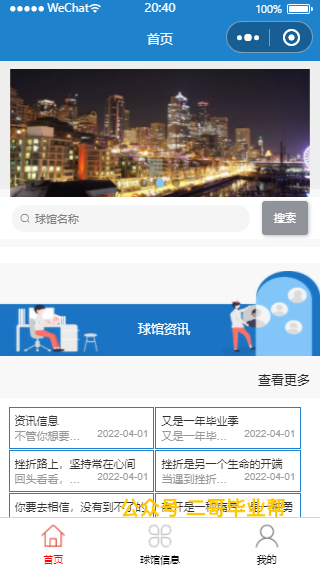 WeChat
20:40
100%
首页
球馆名称
搜索
球馆资讯
查看更多
资讯信息
不管你想要... 2022-04-01
又是一年毕业季
又是一年毕... 2022-04-01
挫折路上，坚持常在心间
回头看看，... 2022-04-01
挫折是另一个生命的开端
当遇到挫折... 2022-04-01
你要去相信，没有到不了的
公众号 二哥毕业帮
首页
球馆信息
我的